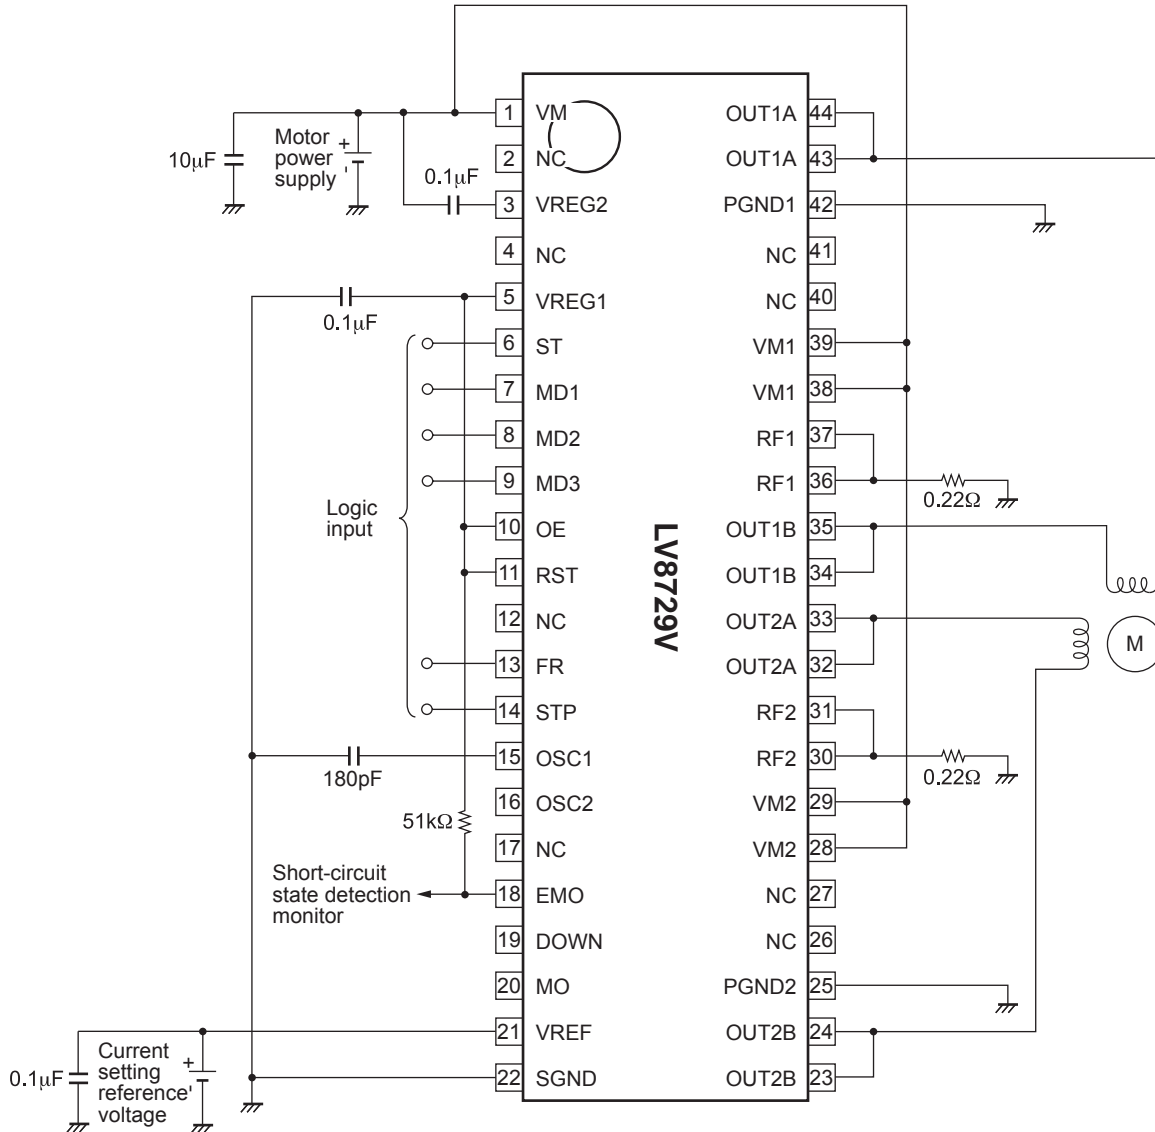 1 VM OUT1A 44
Motor
power
supply
+
10μF
2 NC OUT1A 43
0.1μF
3 VREG2 PGND1 42
4 NC NC 41
5 VREG1 NC 40
0.1μF
6 ST VM1 39
7 MD1 VM1 38
8 MD2 RF1 37
9 MD3 RF1 36
0.22Ω
Logic
input
10 OE OUT1B 35
11 RST OUT1B 34
LV8729V
12 NC OUT2A 33
13 FR OUT2A 32
M
14 STP RF2 31
15 OSC1 RF2 30
180pF
0.22Ω
16 OSC2 VM2 29
51kΩ
17 NC VM2 28
Short-circuit
state detection
monitor
18 EMO NC 27
19 DOWN NC 26
20 MO PGND2 25
21 VREF OUT2B 24
Current
setting
reference
voltage
+
0.1μF
22 SGND OUT2B 23